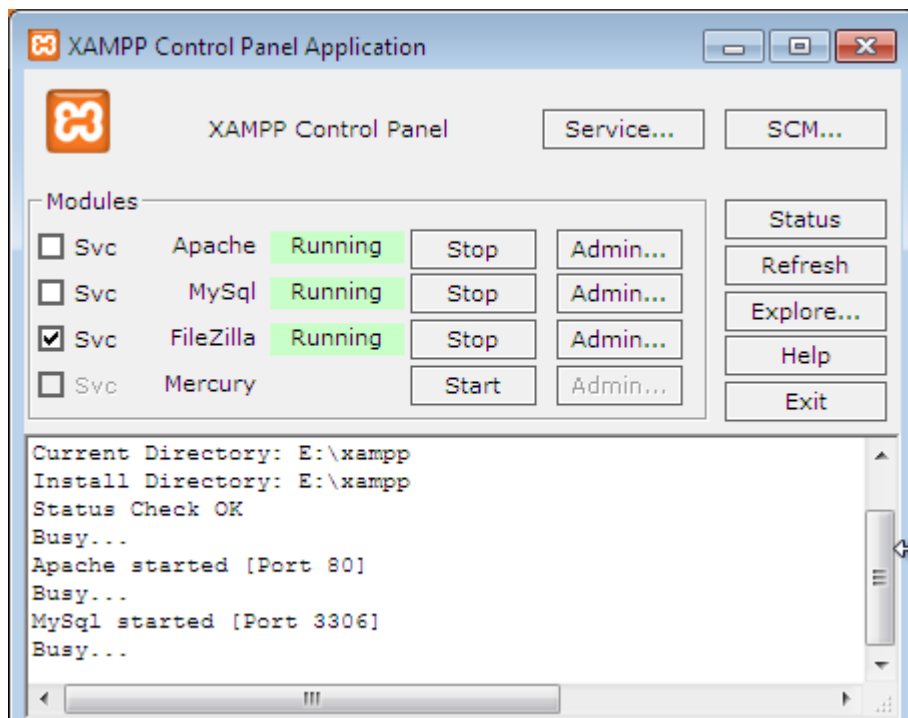 XAMPP Control Panel Application
XAMPP Control Panel Service... SCM...
Modules
Status
Svc Apache Running Stop Admin...
Refresh
Svc MySql Running Stop Admin...
Explore...
Svc FileZilla Running Stop Admin...
Help
Svc Mercury Start Admin...
Exit
Current Directory: E:\xampp
Install Directory: E:\xampp
Status Check OK
Busy...
Apache started [Port 80]
Busy...
MySql started [Port 3306]
Busy...